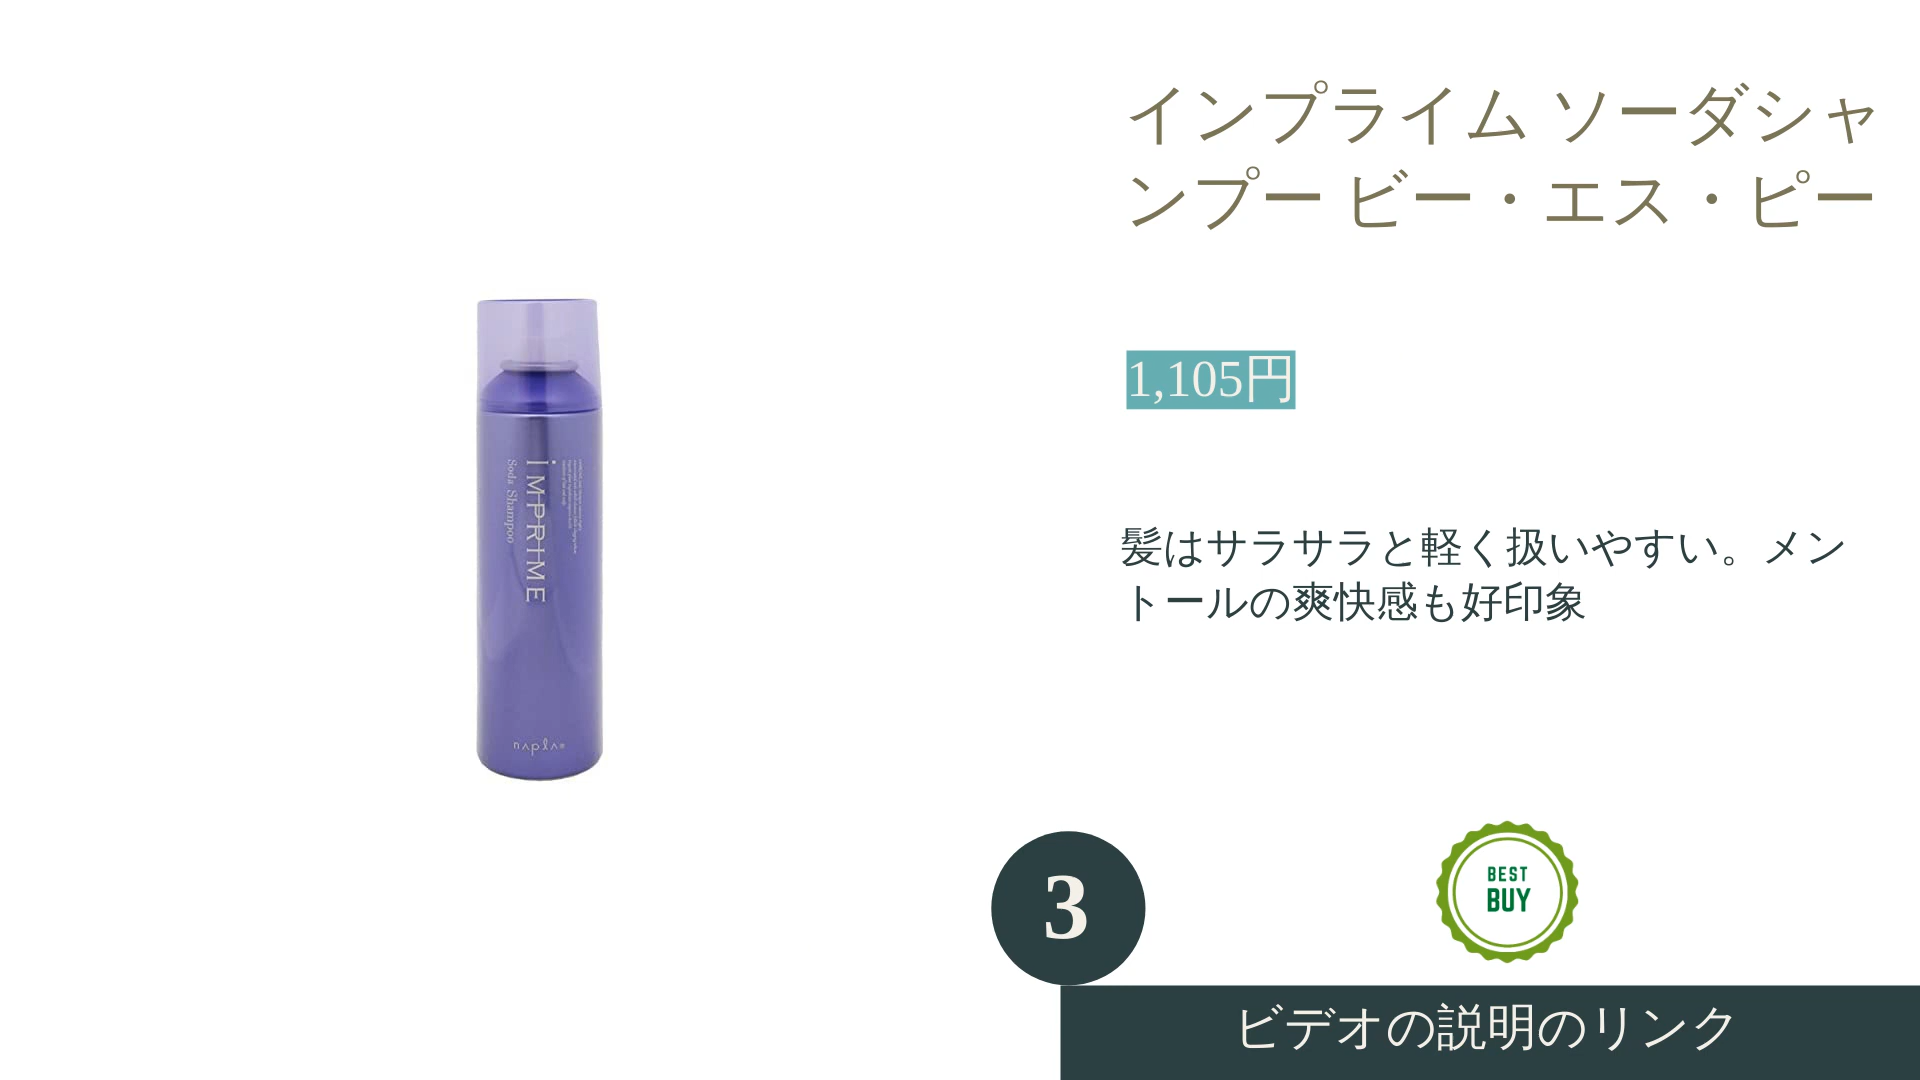 インプライム ソーダシャ
ンプー ビー・エス・ピー
1,105円
髪はサラサラと軽く扱いやすい。メン
トールの爽快感も好印象
iMPRIME
Soda Shampoo
napla
3
BEST
BUY
ビデオの説明のリンク